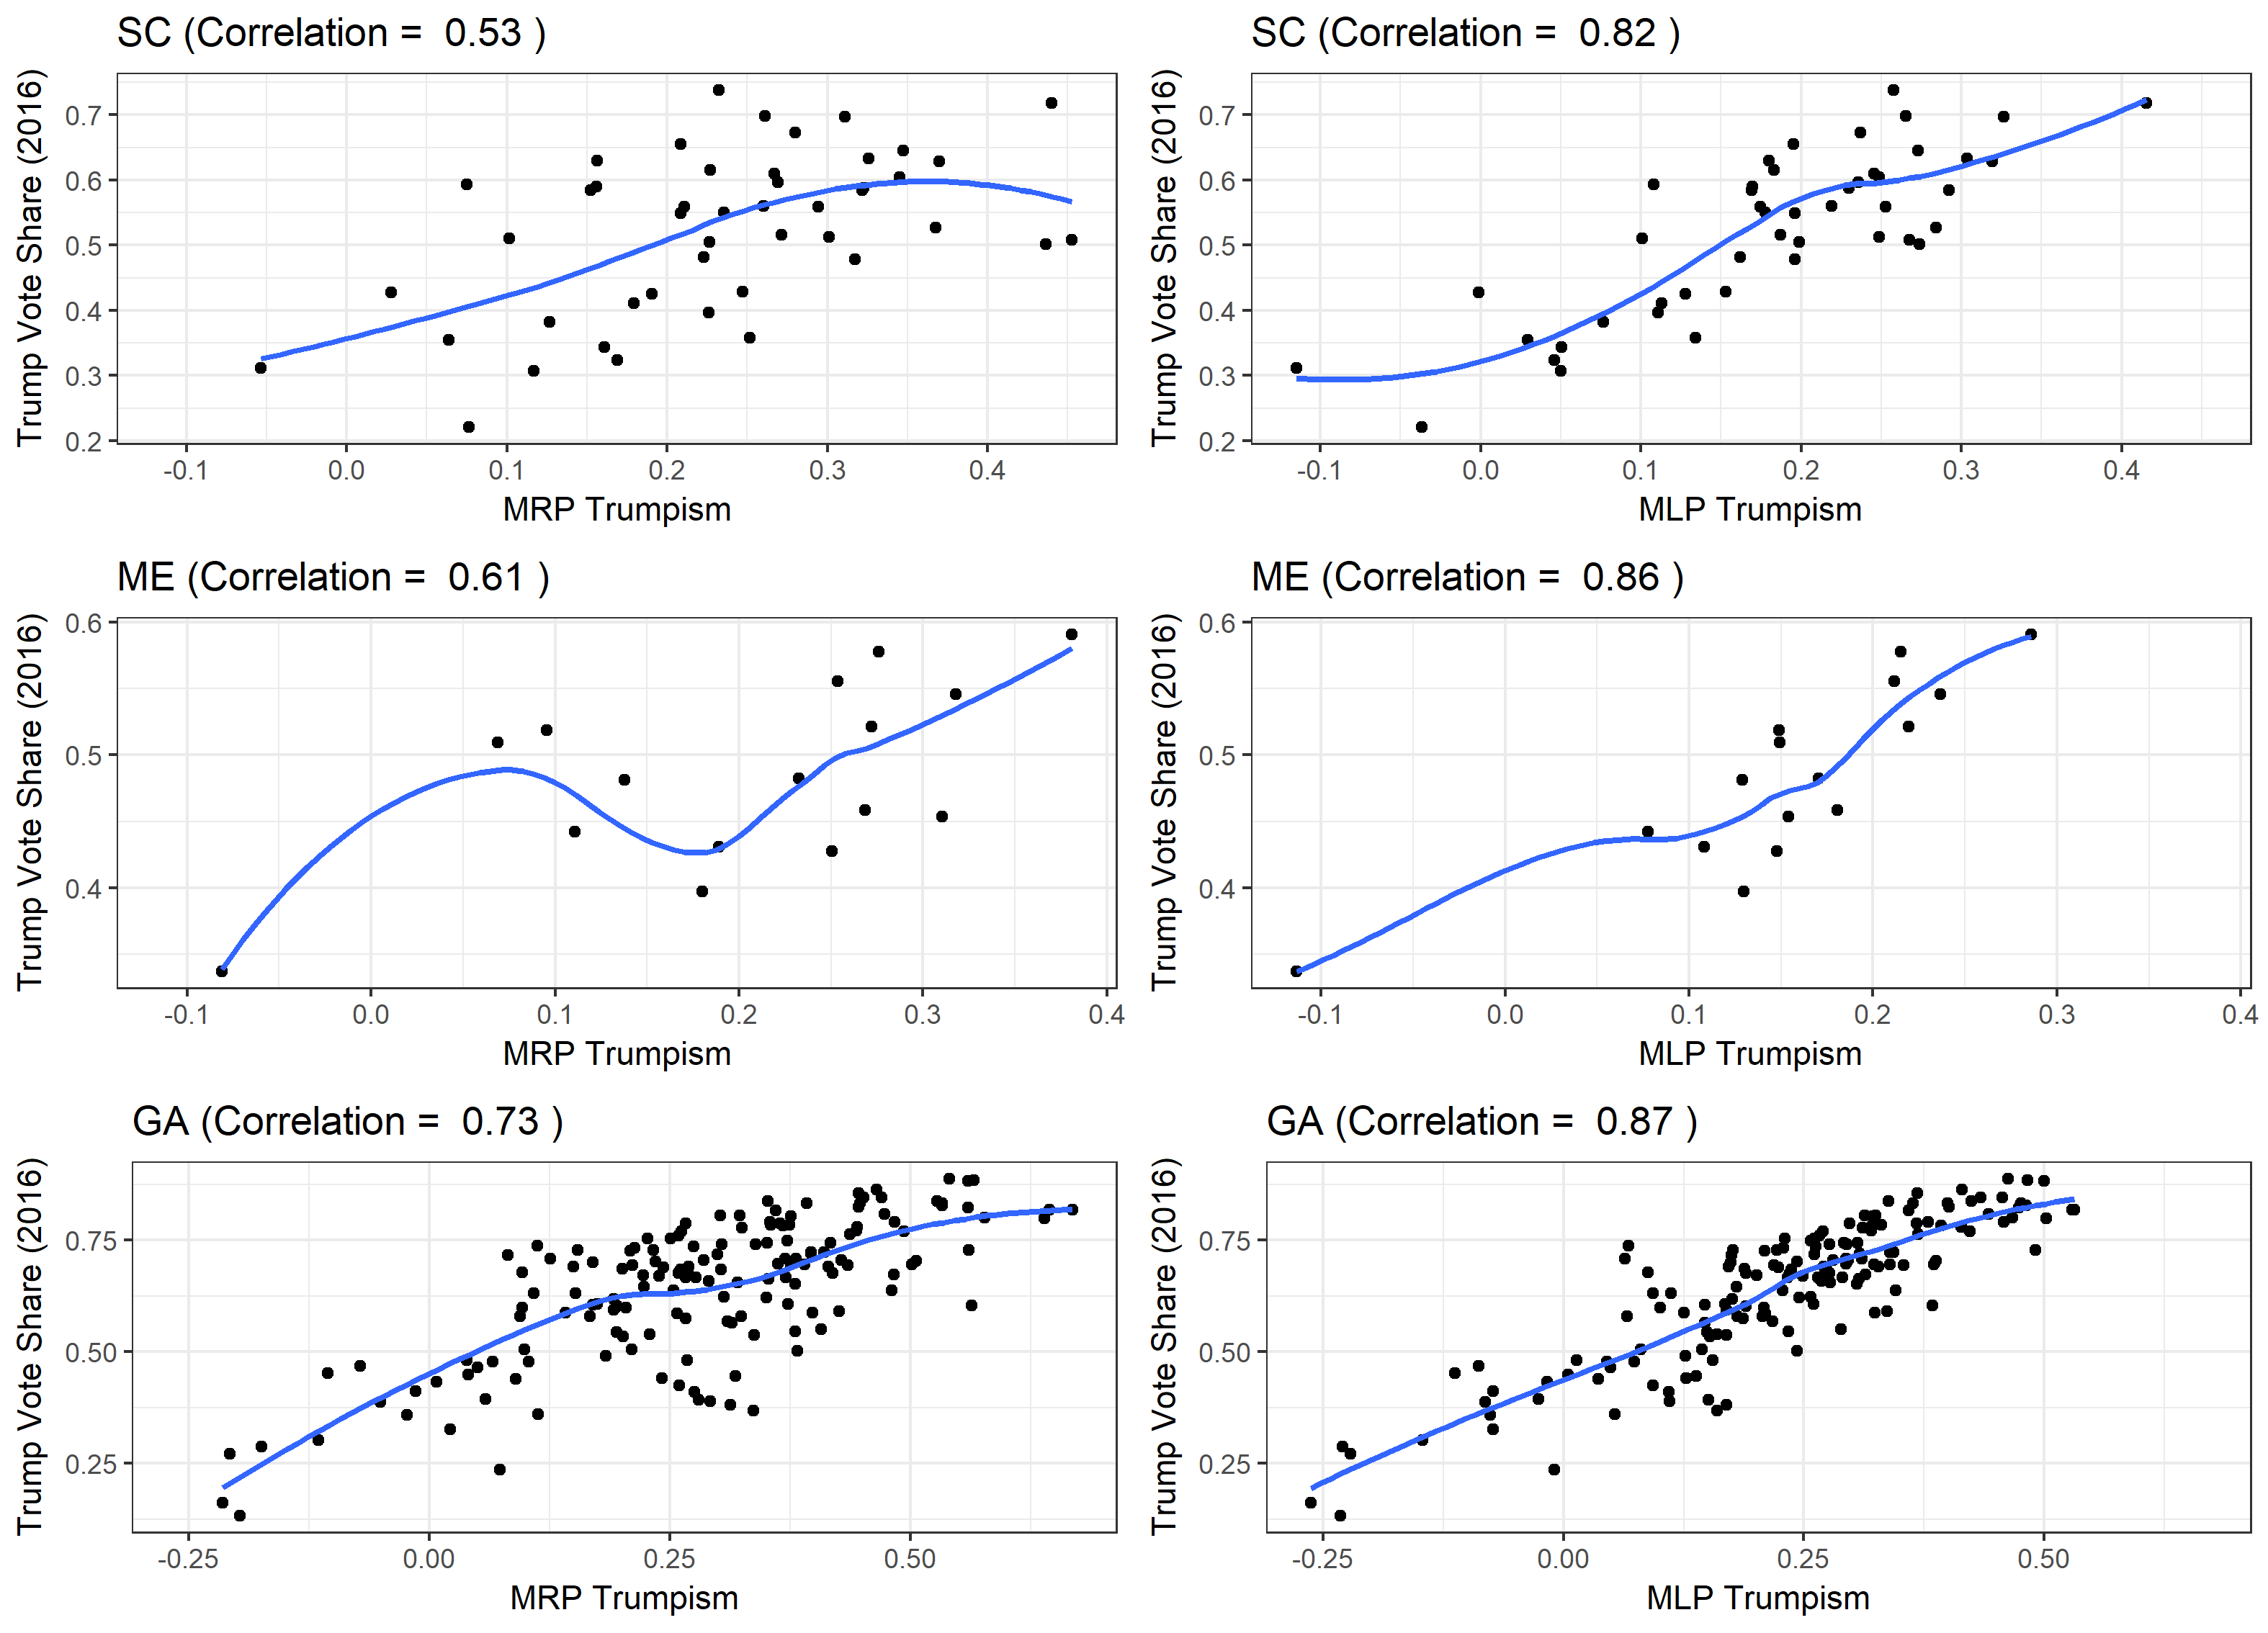 SC (Correlation =  0.53 )
Trump Vote Share (2016)
0.7
0.6
0.5
0.4
0.3
0.2
-0.1 0.0 0.1 0.2 0.3 0.4
MRP Trumpism
SC (Correlation =  0.82 )
Trump Vote Share (2016)
0.7
0.6
0.5
0.4
0.3
0.2
-0.1 0.0 0.1 0.2 0.3 0.4
MLP Trumpism
ME (Correlation =  0.61 )
Trump Vote Share (2016)
0.6
0.5
0.4
-0.1 0.0 0.1 0.2 0.3 0.4
MRP Trumpism
ME (Correlation =  0.86 )
Trump Vote Share (2016)
0.6
0.5
0.4
-0.1 0.0 0.1 0.2 0.3 0.4
MLP Trumpism
GA (Correlation =  0.73 )
Trump Vote Share (2016)
0.75
0.50
0.25
-0.25 0.00 0.25 0.50
MRP Trumpism
GA (Correlation =  0.87 )
Trump Vote Share (2016)
0.75
0.50
0.25
-0.25 0.00 0.25 0.50
MLP Trumpism